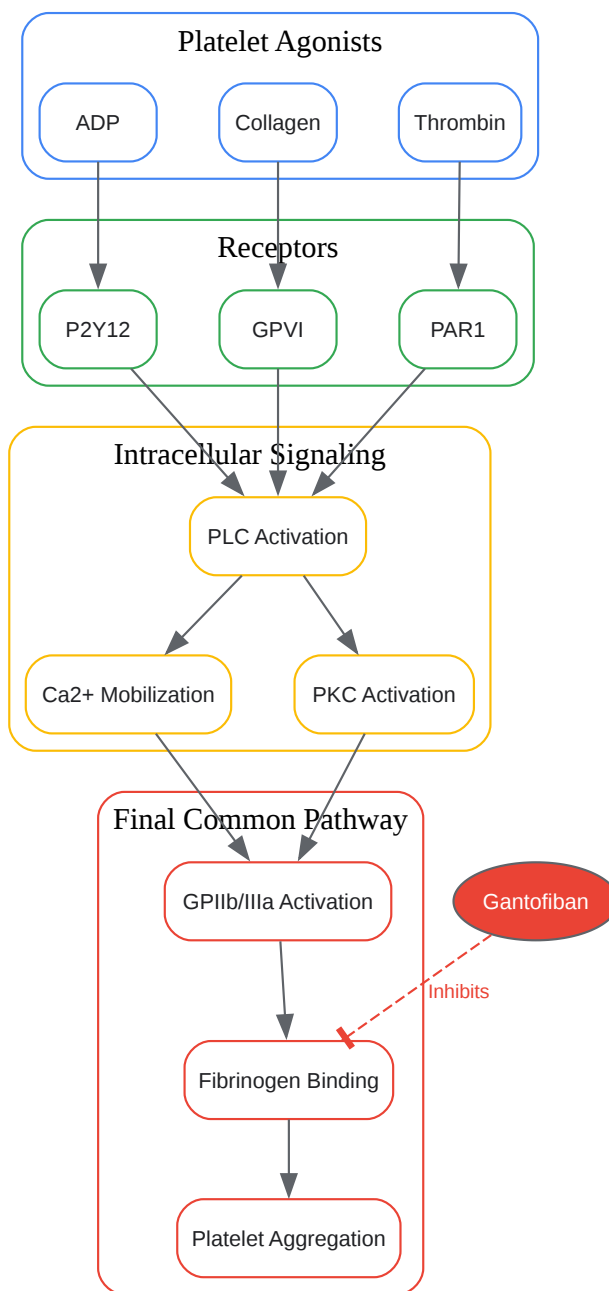 Platelet Agonists
ADP
Collagen
Thrombin
Receptors
P2Y12
GPVI
PAR1
Intracellular Signaling
PLC Activation
Ca2+ Mobilization
PKC Activation
Final Common Pathway
GPIIb/IIIa Activation
Gantofiban
Inhibits
Fibrinogen Binding
Platelet Aggregation